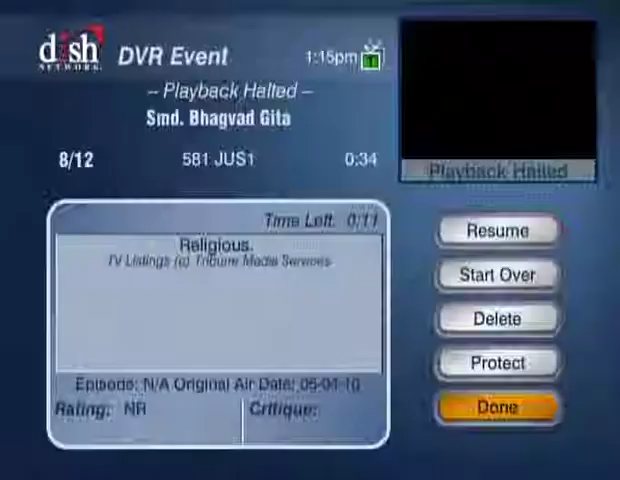 dish
NETWORK
DVR Event
1:15pm
– Playback Halted –
Smd. Bhagvad Gita
8/12
581 JUS1
0:34
Playback Halted
Time Left: 0:11
Religious.
TV Listings (c) Tribune Media Services
Episode: N/A Original Air Date: 05-04-10
Rating: NR
Critique:
Resume
Start Over
Delete
Protect
Done